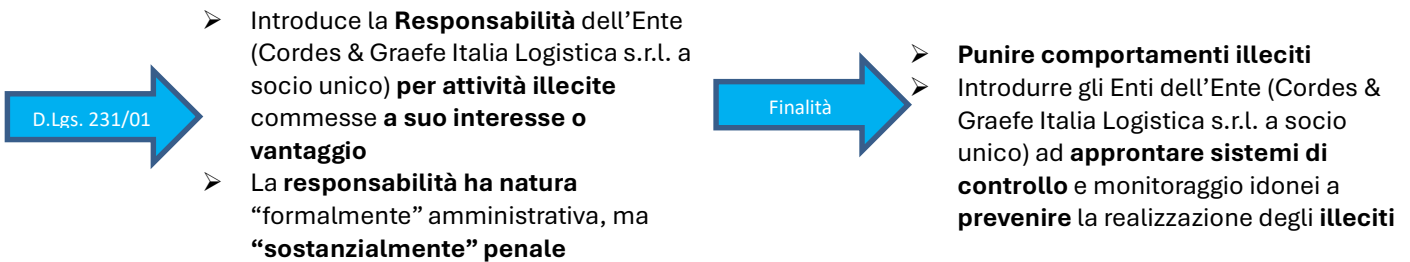 D.Lgs. 231/01
➢ Introduce la Responsabilità dell’Ente
(Cordes & Graefe Italia Logistica s.r.l. a
socio unico) per attività illecite
commesse a suo interesse o
vantaggio
➢ La responsabilità ha natura
“formalmente” amministrativa, ma
“sostanzialmente” penale
Finalità
➢ Punire comportamenti illeciti
➢ Introdurre gli Enti dell’Ente (Cordes &
Graefe Italia Logistica s.r.l. a socio
unico) ad approntare sistemi di
controllo e monitoraggio idonei a
prevenire la realizzazione degli illeciti